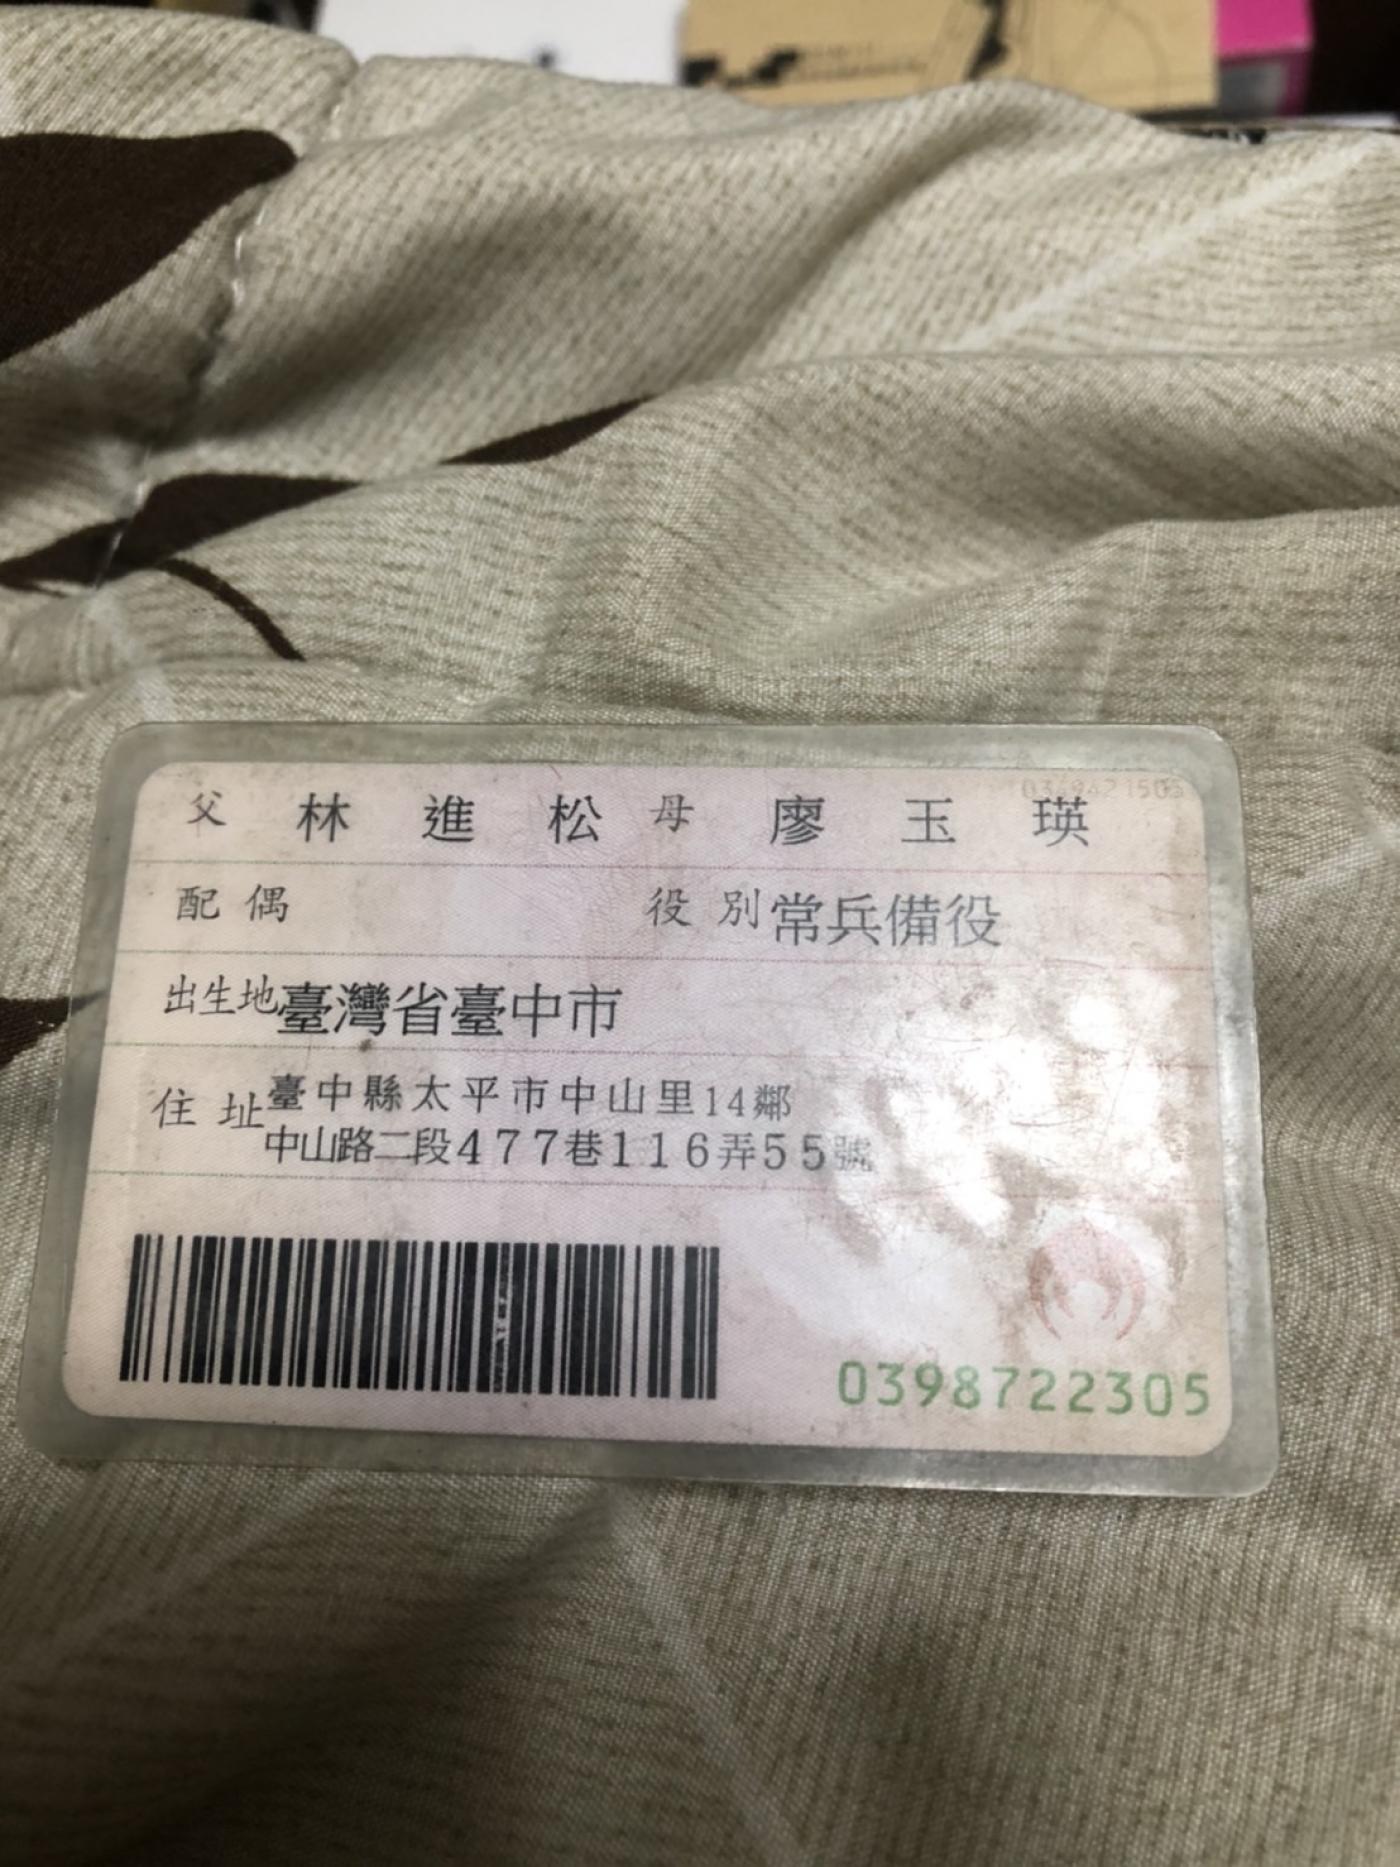 父 林進松 母 廖玉瑛
配偶 役別 常兵備役
出生地 臺灣省臺中市
住址 臺中縣太平市中山里14鄰
中山路二段477巷116弄55號
0398722305